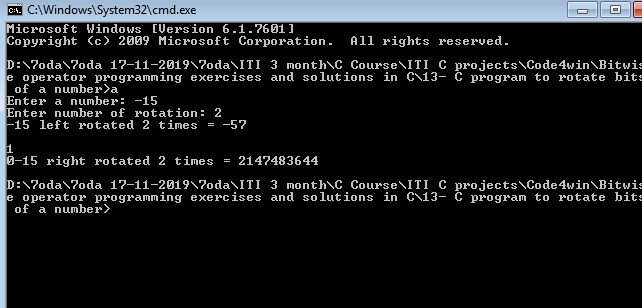 C:\Windows\System32\cmd.exe
Microsoft Windows [Version 6.1.7601]
Copyright (c) 2009 Microsoft Corporation.  All rights reserved.
D:\7oda\7oda 17-11-2019\7oda\ITI 3 month\C Course\ITI C projects\Code4win\Bitwis
e operator programming exercises and solutions in C\13- C program to rotate bits
 of a number>a
Enter a number: -15
Enter number of rotation: 2
-15 left rotated 2 times = -57
1
0-15 right rotated 2 times = 2147483644
D:\7oda\7oda 17-11-2019\7oda\ITI 3 month\C Course\ITI C projects\Code4win\Bitwis
e operator programming exercises and solutions in C\13- C program to rotate bits
 of a number>